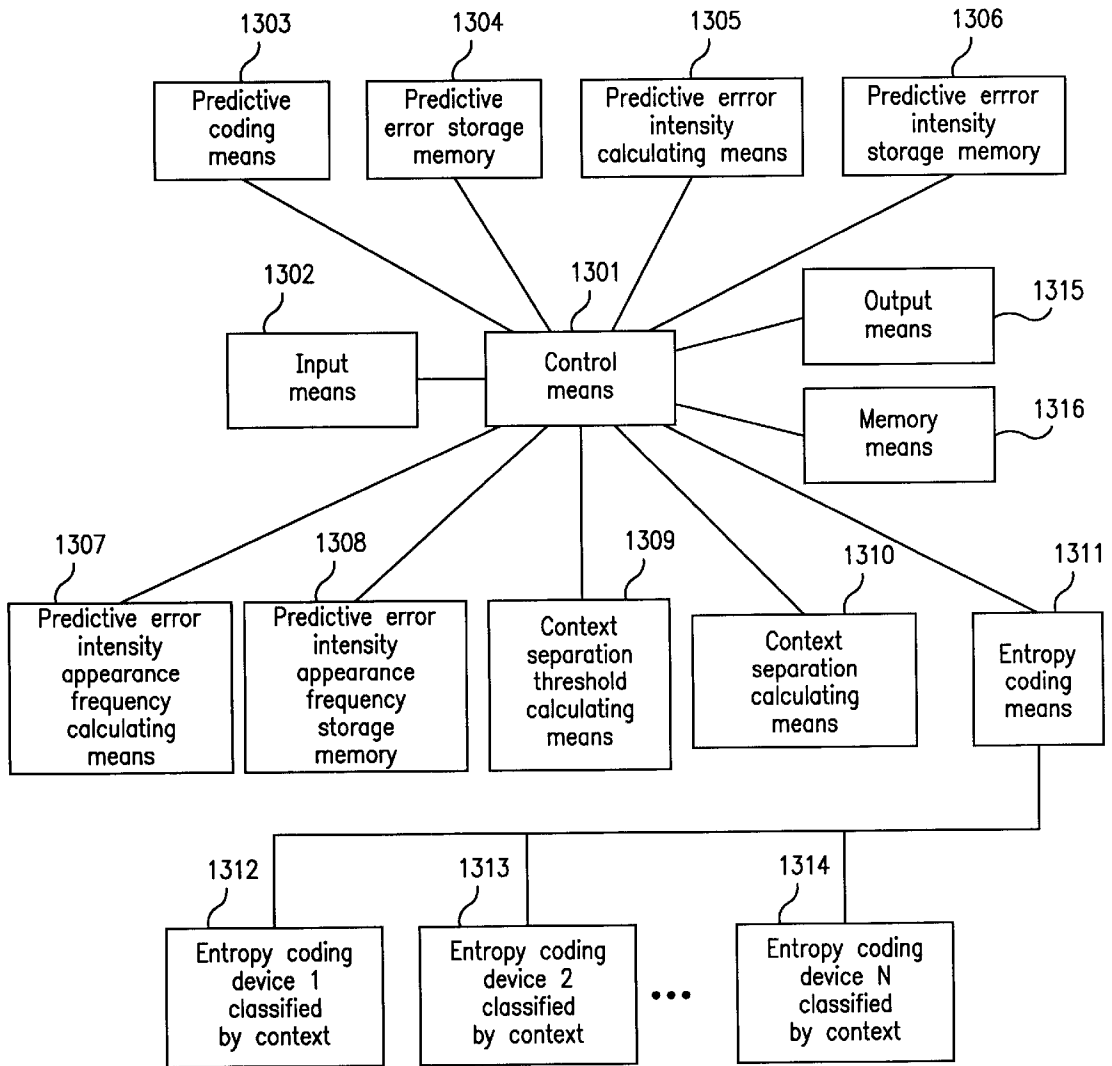 1303
1304
1305
1306
Predictive
coding
means
Predictive
error storage
memory
Predictive errror
intensity
calculating means
Predictive errror
intensity
storage memory
1302
1301
1315
1316
Input
means
Control
means
Output
means
Memory
means
1307
1308
1309
1310
1311
Predictive error
intensity
appearance
frequency
calculating
means
Predictive error
intensity
appearance
frequency
storage
memory
Context
separation
threshold
calculating
means
Context
separation
calculating
means
Entropy
coding
means
1312
1313
1314
Entropy coding
device 1
classified
by context
Entropy coding
device 2
classified
by context
•••
Entropy coding
device N
classified
by context